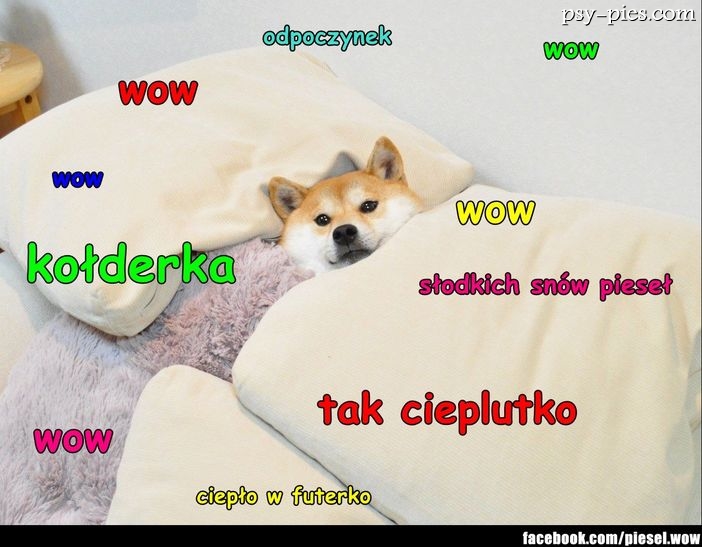 psy-pies.com
odpoczynek
wow
wow
wow
wow
kołderka
słodkich snów pieseł
tak cieplutko
wow
ciepło w futerko
facebook.com/piesel.wow